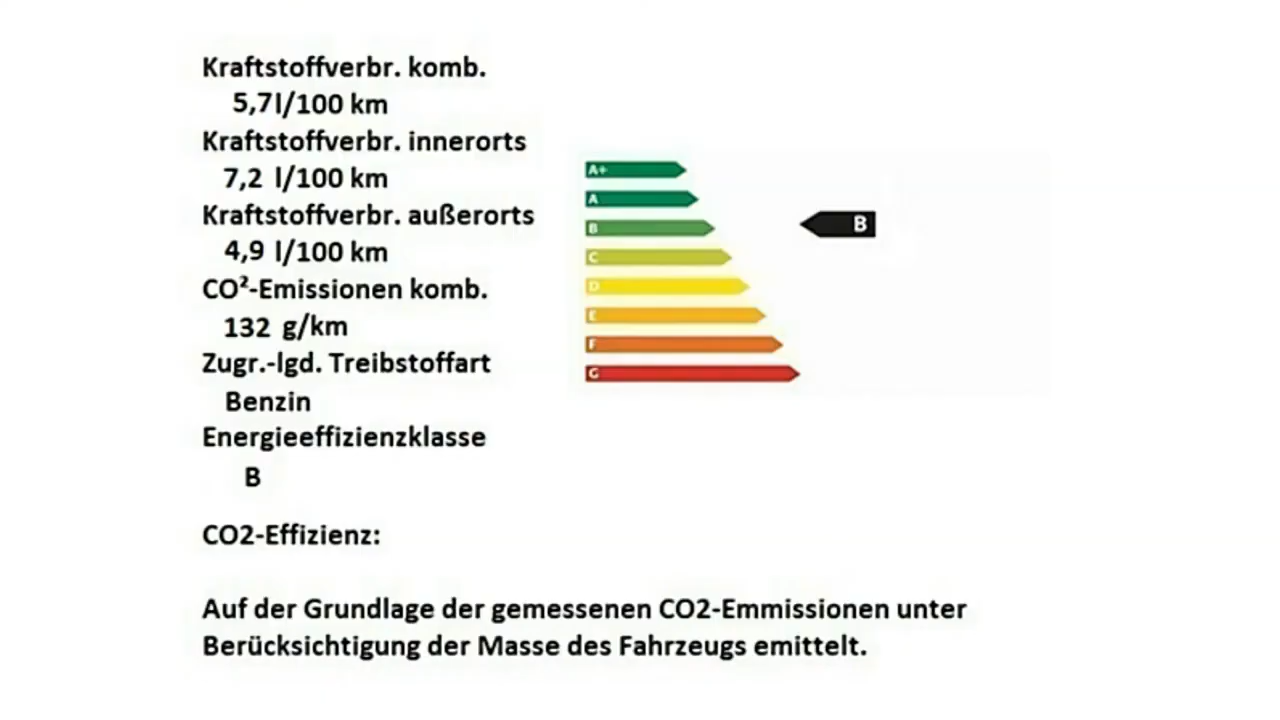 Kraftstoffverbr. komb.
5,7l/100 km
Kraftstoffverbr. innerorts
7,2 l/100 km
Kraftstoffverbr. außerorts
4,9 l/100 km
CO²-Emissionen komb.
132 g/km
Zugr.-lgd. Treibstoffart
Benzin
Energieeffizienzklasse
B
A+
A
B
B
C
D
E
F
G
CO2-Effizienz:
Auf der Grundlage der gemessenen CO2-Emmissionen unter
Berücksichtigung der Masse des Fahrzeugs emittelt.